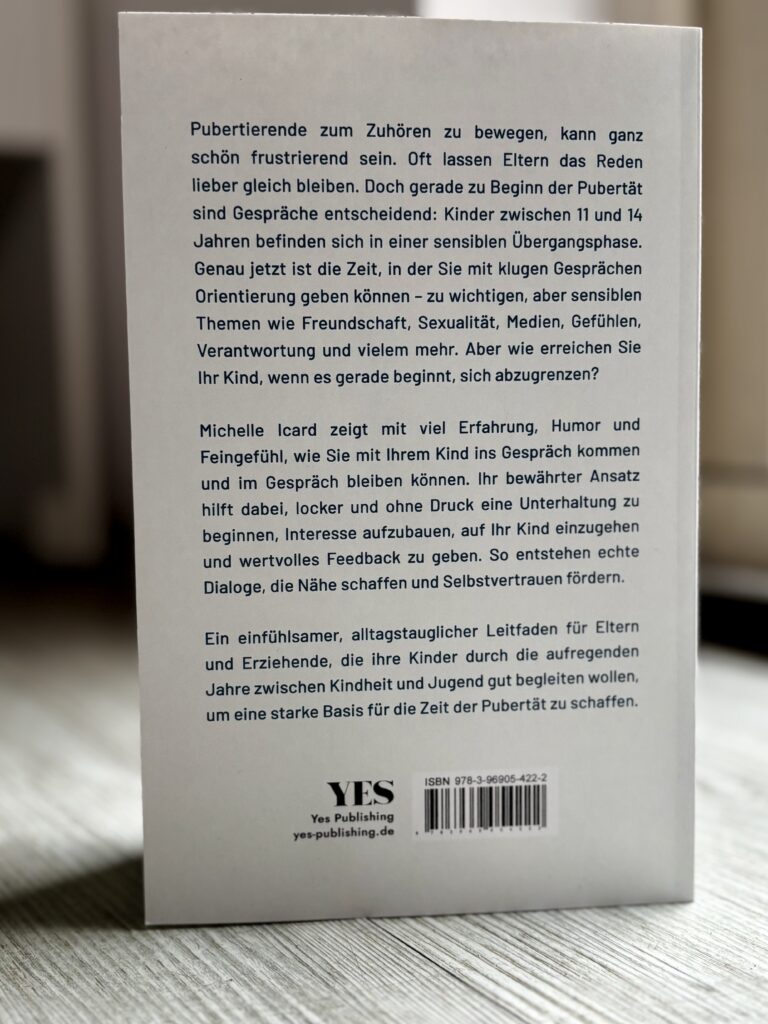 Pubertierende zum Zuhören zu bewegen, kann ganz
schön frustrierend sein. Oft lassen Eltern das Reden
lieber gleich bleiben. Doch gerade zu Beginn der Pubertät
sind Gespräche entscheidend: Kinder zwischen 11 und 14
Jahren befinden sich in einer sensiblen Übergangsphase.
Genau jetzt ist die Zeit, in der Sie mit klugen Gesprächen
Orientierung geben können – zu wichtigen, aber sensiblen
Themen wie Freundschaft, Sexualität, Medien, Gefühlen,
Verantwortung und vielem mehr. Aber wie erreichen Sie
Ihr Kind, wenn es gerade beginnt, sich abzugrenzen?
Michelle Icard zeigt mit viel Erfahrung, Humor und
Feingefühl, wie Sie mit Ihrem Kind ins Gespräch kommen
und im Gespräch bleiben können. Ihr bewährter Ansatz
hilft dabei, locker und ohne Druck eine Unterhaltung zu
beginnen, Interesse aufzubauen, auf Ihr Kind einzugehen
und wertvolles Feedback zu geben. So entstehen echte
Dialoge, die Nähe schaffen und Selbstvertrauen fördern.
Ein einfühlsamer, alltagstauglicher Leitfaden für Eltern
und Erziehende, die ihre Kinder durch die aufregenden
Jahre zwischen Kindheit und Jugend gut begleiten wollen,
um eine starke Basis für die Zeit der Pubertät zu schaffen.
YES
Yes Publishing
yes-publishing.de
ISBN 978-3-96905-422-2